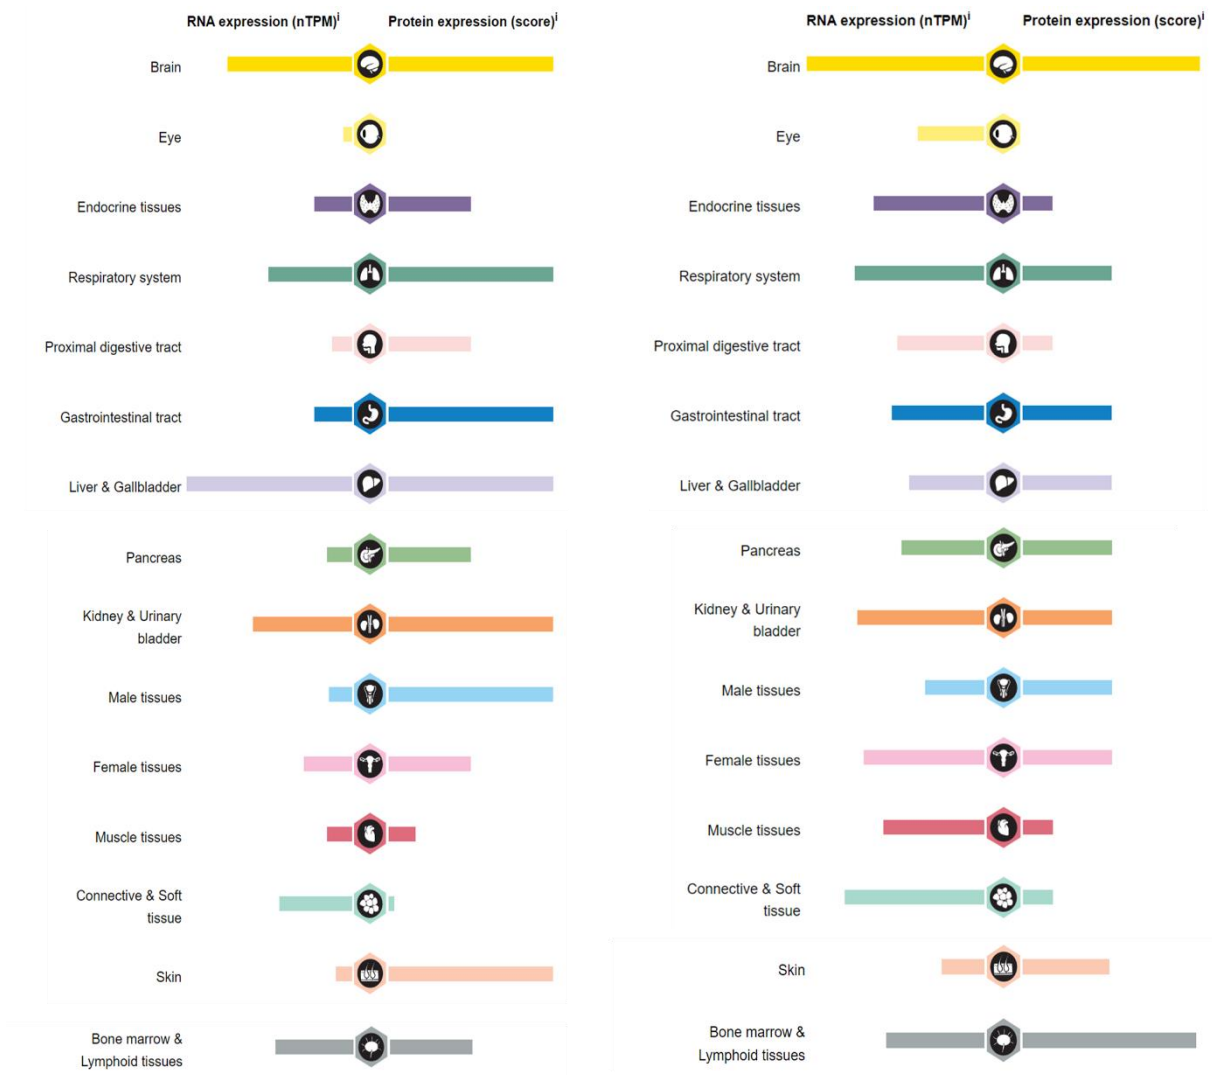 RNA expression (nTPM)i Protein expression (score)i
Brain
Eye
Endocrine tissues
Respiratory system
Proximal digestive tract
Gastrointestinal tract
Liver & Gallbladder
Pancreas
Kidney & Urinary
bladder
Male tissues
Female tissues
Muscle tissues
Connective & Soft
tissue
Skin
Bone marrow &
Lymphoid tissues
RNA expression (nTPM)i Protein expression (score)i
Brain
Eye
Endocrine tissues
Respiratory system
Proximal digestive tract
Gastrointestinal tract
Liver & Gallbladder
Pancreas
Kidney & Urinary
bladder
Male tissues
Female tissues
Muscle tissues
Connective & Soft
tissue
Skin
Bone marrow &
Lymphoid tissues